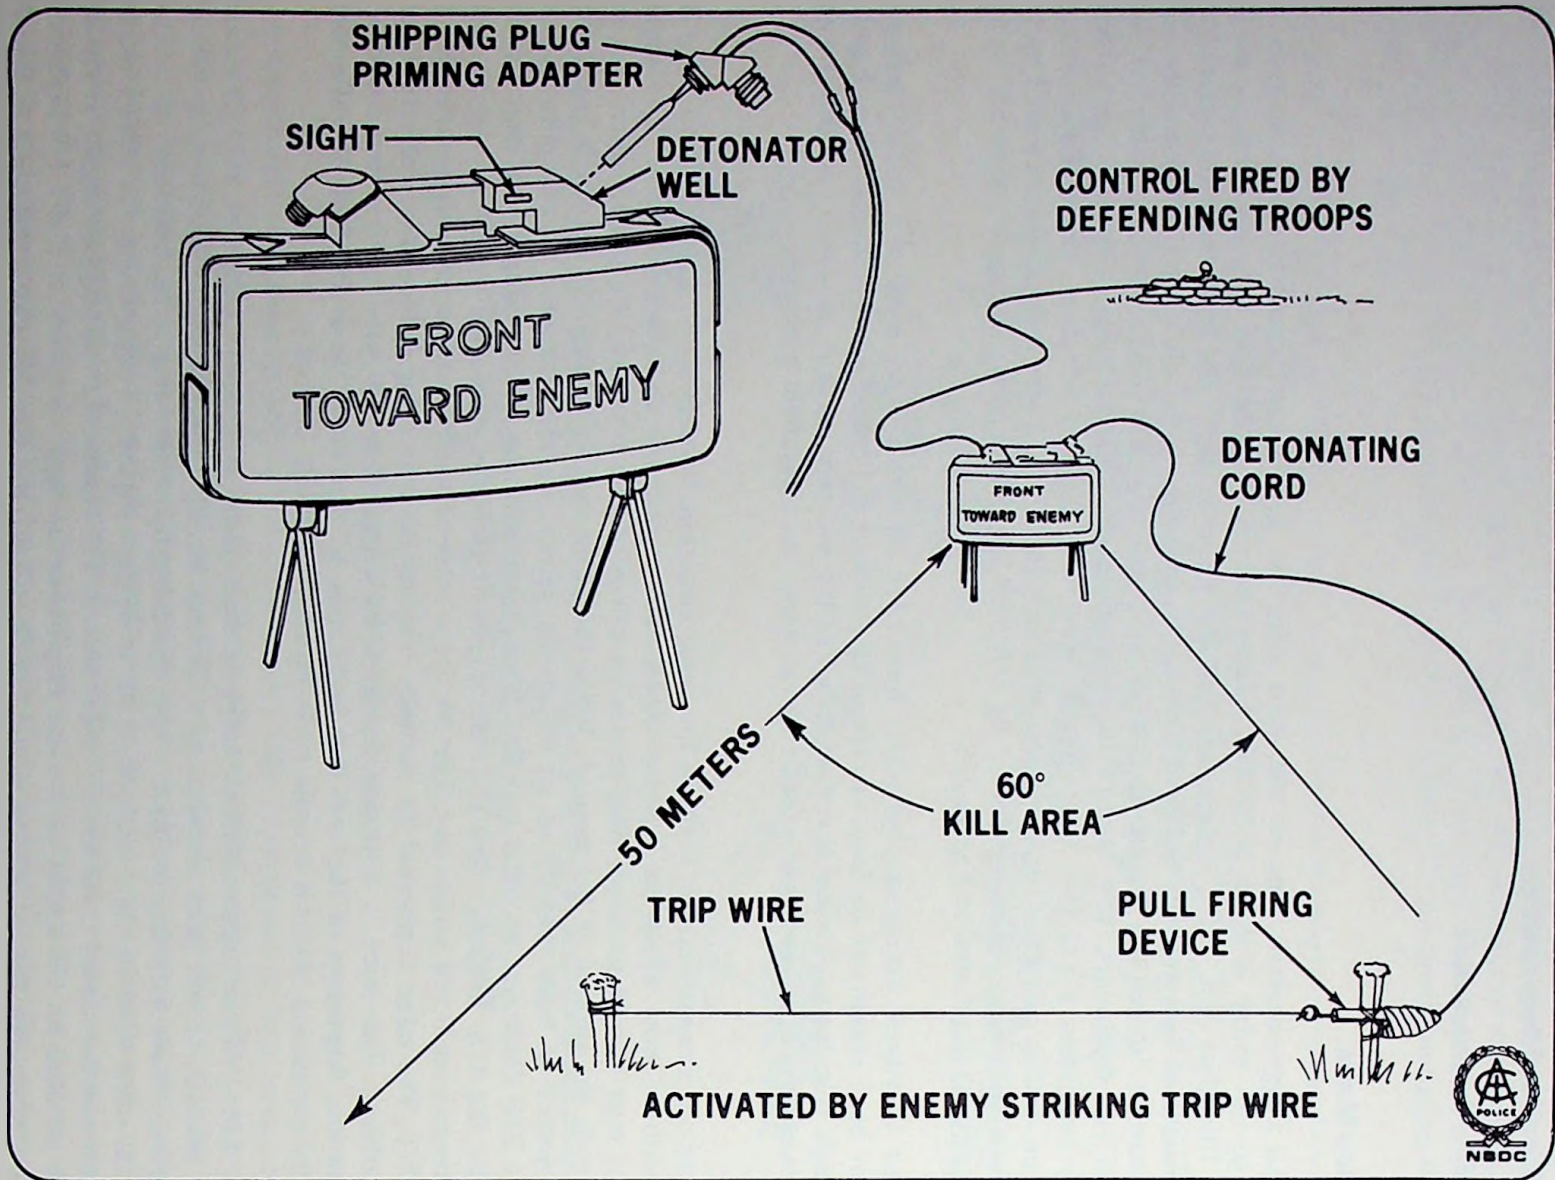 SHIPPING PLUG
PRIMING ADAPTER
SIGHT
DETONATOR
WELL
FRONT
TOWARD ENEMY
CONTROL FIRED BY
DEFENDING TROOPS
DETONATING
CORD
FRONT
TOWARD ENEMY
50 METERS
60°
KILL AREA
TRIP WIRE
PULL FIRING
DEVICE
ACTIVATED BY ENEMY STRIKING TRIP WIRE
POLICE
NBDC